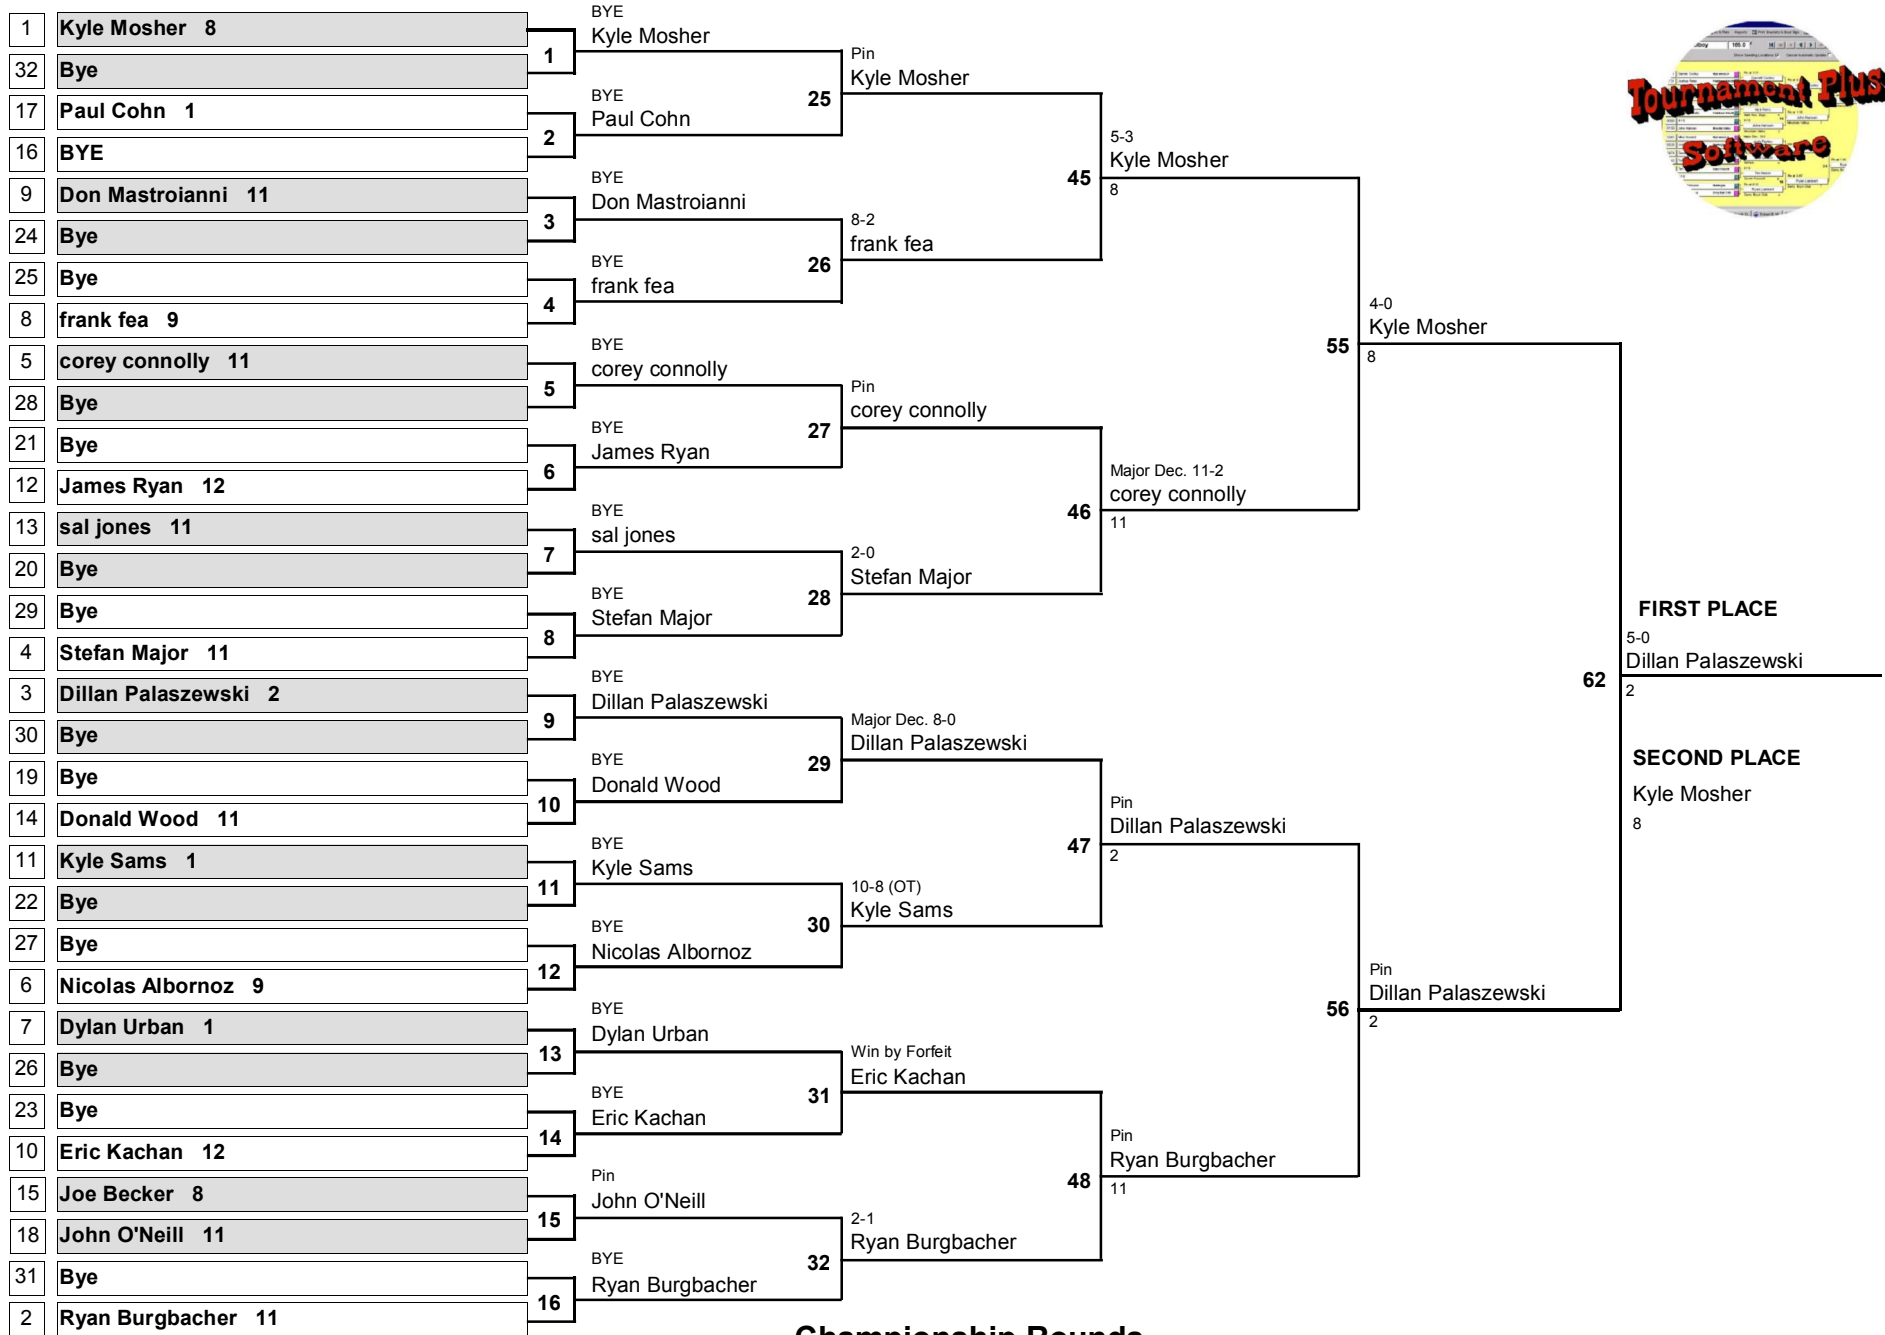 1 Kyle Mosher 8
32 Bye
17 Paul Cohn 1
16 BYE
9 Don Mastroianni 11
24 Bye
25 Bye
8 frank fea 9
5 corey connolly 11
28 Bye
21 Bye
12 James Ryan 12
13 sal jones 11
20 Bye
29 Bye
4 Stefan Major 11
3 Dillan Palaszewski 2
30 Bye
19 Bye
14 Donald Wood 11
11 Kyle Sams 1
22 Bye
27 Bye
6 Nicolas Albornoz 9
7 Dylan Urban 1
26 Bye
23 Bye
10 Eric Kachan 12
15 Joe Becker 8
18 John O'Neill 11
31 Bye
2 Ryan Burgbacher 11
BYE
1 Kyle Mosher
BYE
2 Paul Cohn
BYE
3 Don Mastroianni
BYE
4 frank fea
BYE
5 corey connolly
BYE
6 James Ryan
BYE
7 sal jones
BYE
8 Stefan Major
BYE
9 Dillan Palaszewski
BYE
10 Donald Wood
BYE
11 Kyle Sams
BYE
12 Nicolas Albornoz
BYE
13 Dylan Urban
BYE
14 Eric Kachan
Pin
15 John O'Neill
BYE
16 Ryan Burgbacher
Pin
25 Kyle Mosher
8-2
26 frank fea
Pin
27 corey connolly
2-0
28 Stefan Major
Major Dec. 8-0
29 Dillan Palaszewski
10-8 (OT)
30 Kyle Sams
Win by Forfeit
31 Eric Kachan
2-1
32 Ryan Burgbacher
5-3
45 Kyle Mosher
8
Major Dec. 11-2
46 corey connolly
11
Pin
47 Dillan Palaszewski
2
Pin
48 Ryan Burgbacher
11
4-0
55 Kyle Mosher
8
Pin
56 Dillan Palaszewski
2
FIRST PLACE
5-0
62 Dillan Palaszewski
2
SECOND PLACE
Kyle Mosher
8
Tournament Plus
Software
Championship Rounds